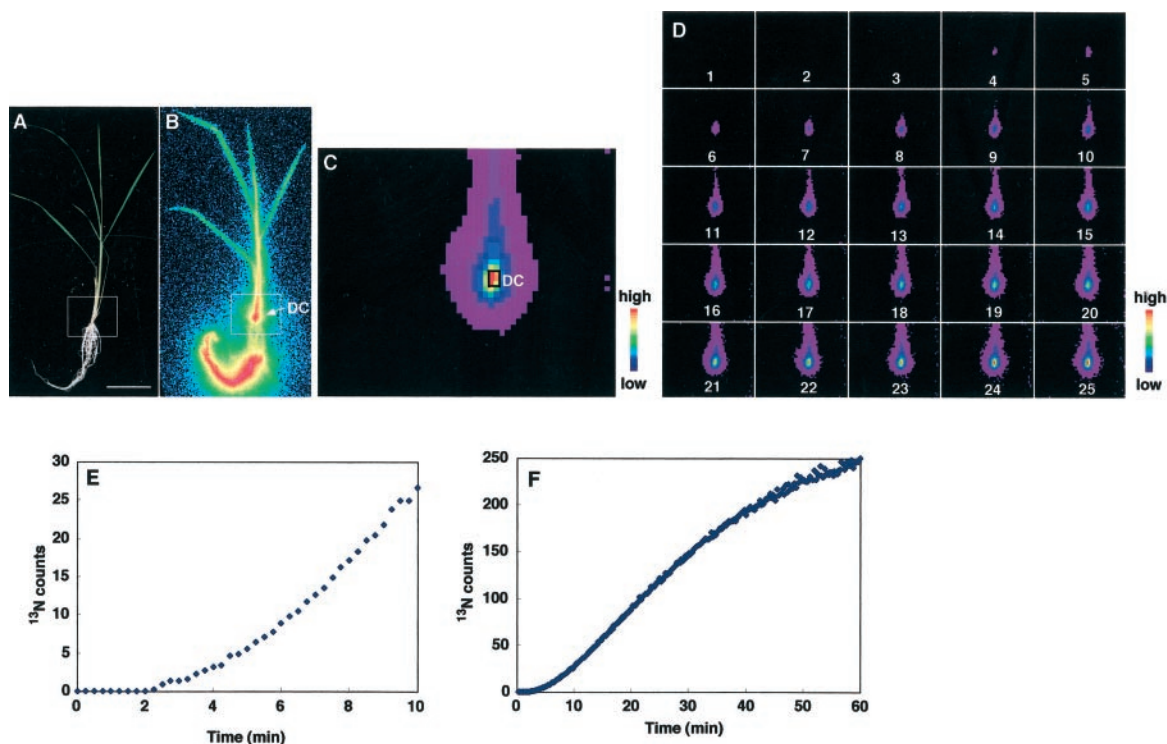 A
B
DC
C
DC
high
low
D
1 2 3 4 5
6 7 8 9 10
11 12 13 14 15
16 17 18 19 20
21 22 23 24 25
high
low
E
30
25
20
15
10
5
0
¹³N counts
0 2 4 6 8 10
Time (min)
F
250
200
150
100
50
0
¹³N counts
0 10 20 30 40 50 60
Time (min)